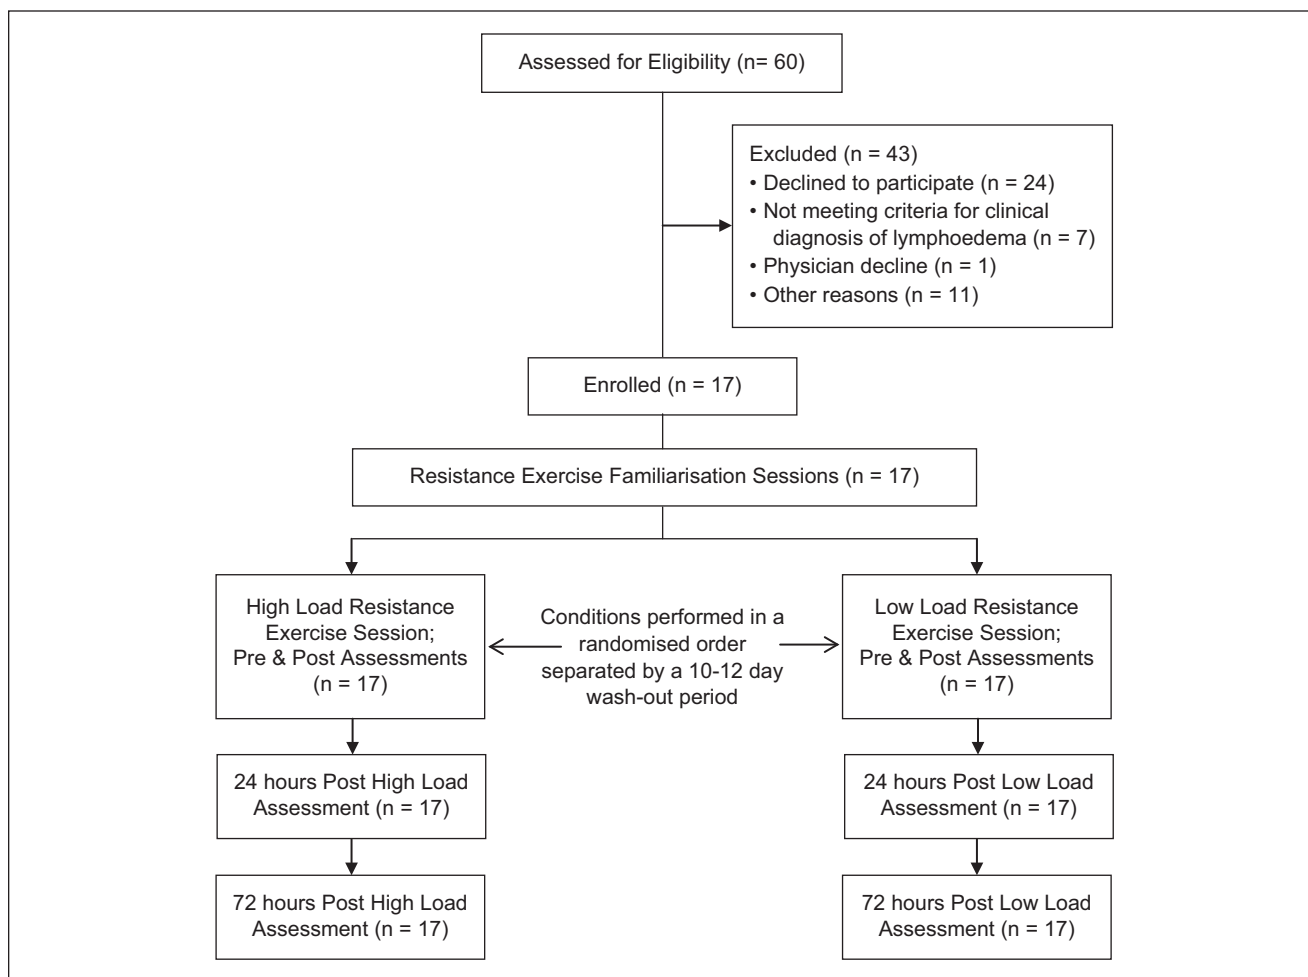 Assessed for Eligibility (n= 60)
Excluded (n = 43)
• Declined to participate (n = 24)
• Not meeting criteria for clinical
diagnosis of lymphoedema (n = 7)
• Physician decline (n = 1)
• Other reasons (n = 11)
Enrolled (n = 17)
Resistance Exercise Familiarisation Sessions (n = 17)
High Load Resistance
Exercise Session;
Pre & Post Assessments
(n = 17)
Conditions performed in a
randomised order
separated by a 10-12 day
wash-out period
Low Load Resistance
Exercise Session;
Pre & Post Assessments
(n = 17)
24 hours Post High Load
Assessment (n = 17)
24 hours Post Low Load
Assessment (n = 17)
72 hours Post High Load
Assessment (n = 17)
72 hours Post Low Load
Assessment (n = 17)